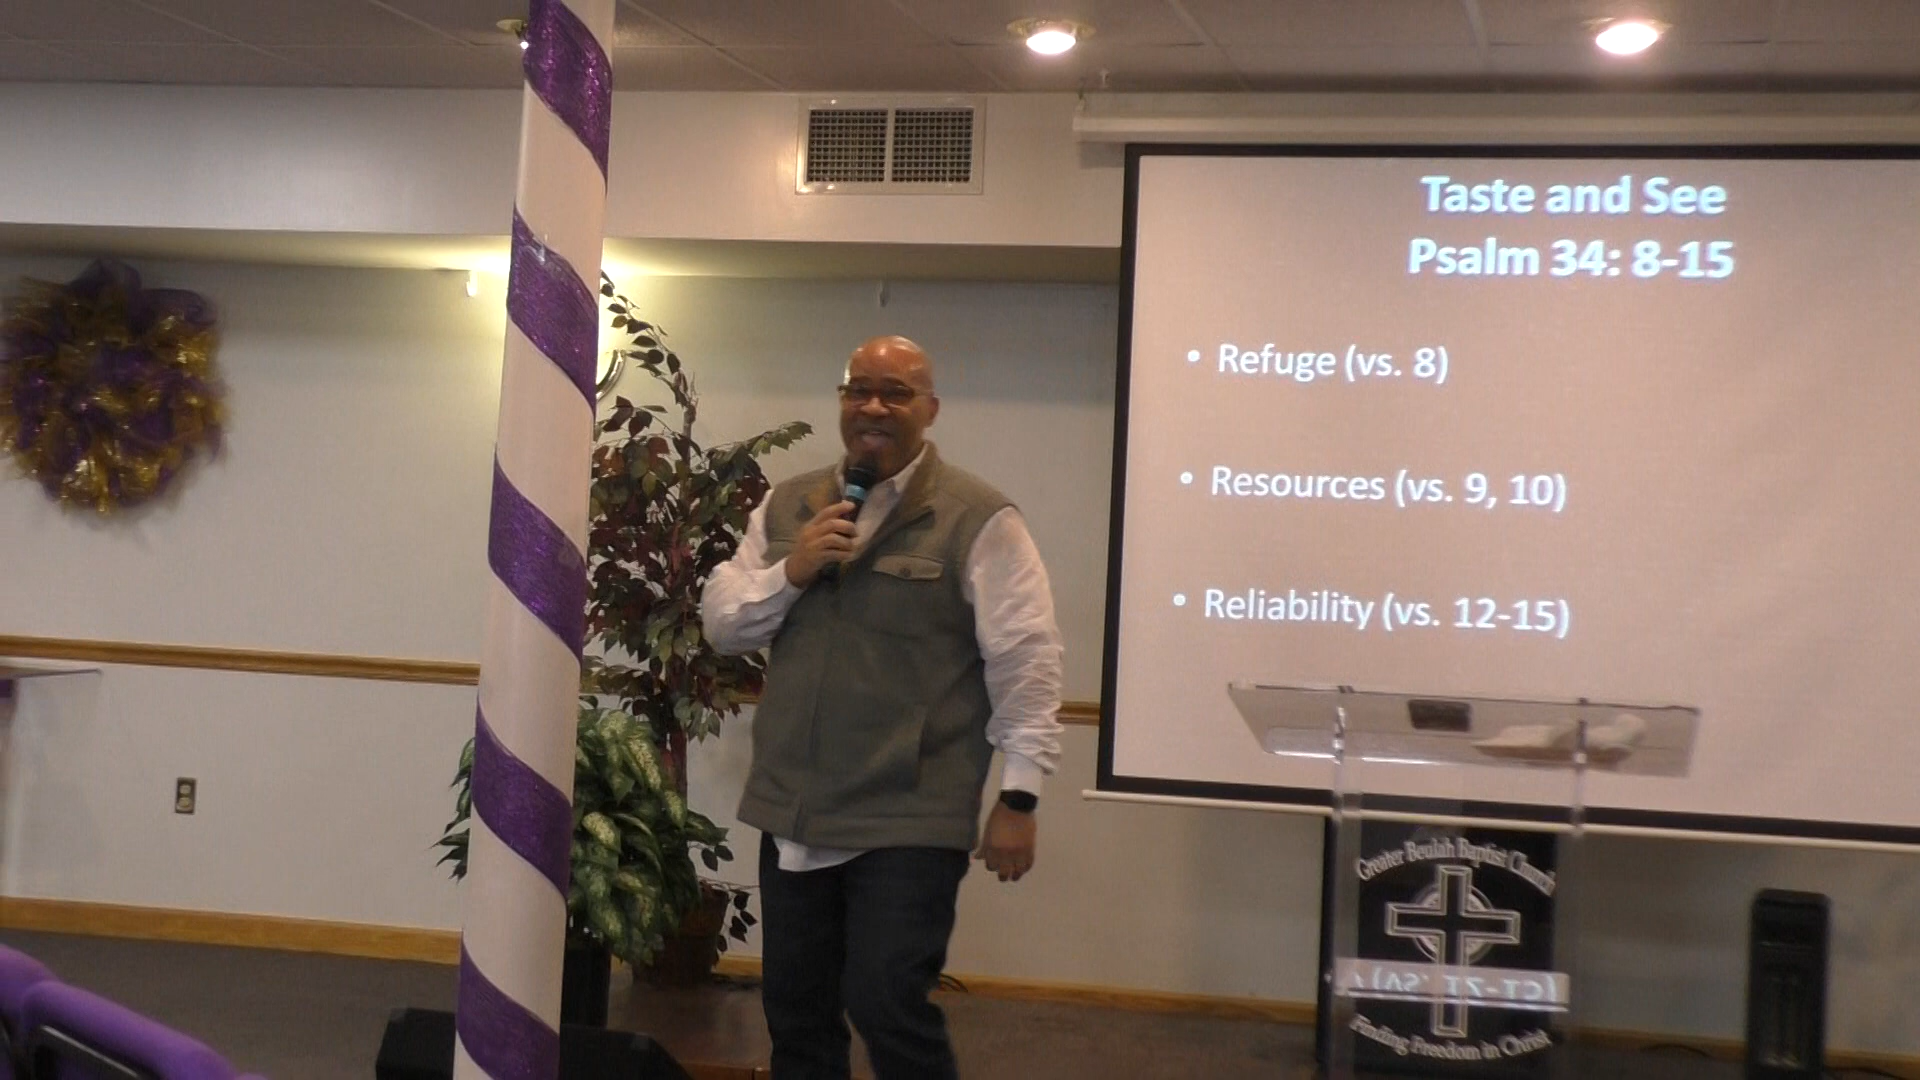 Taste and See
Psalm 34: 8-15
• Refuge (vs. 8)
• Resources (vs. 9, 10)
• Reliability (vs. 12-15)
Greater Beulah Baptist Church
Finding Freedom in Christ